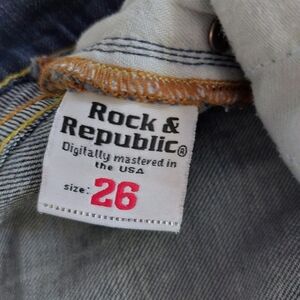 Rock &
Republic®
Digitally mastered in
the USA
size: 26